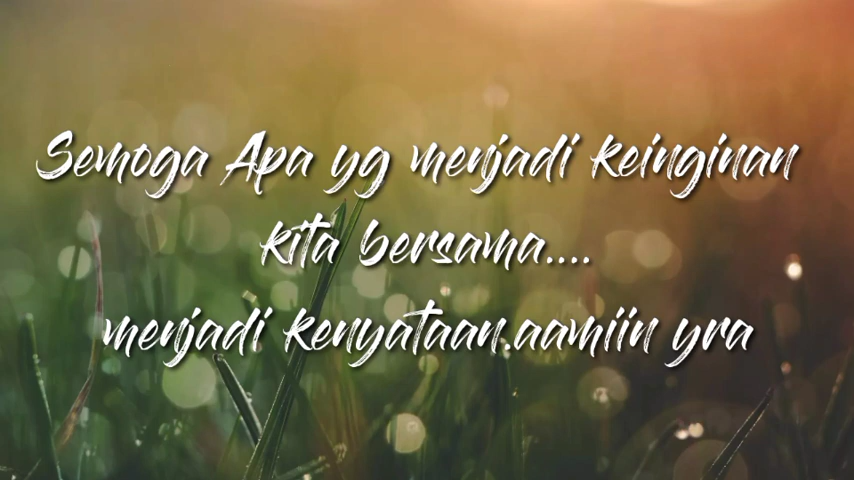 Semoga Apa yg menjadi keinginan
kita bersama....
menjadi kenyataan.aamiin yra